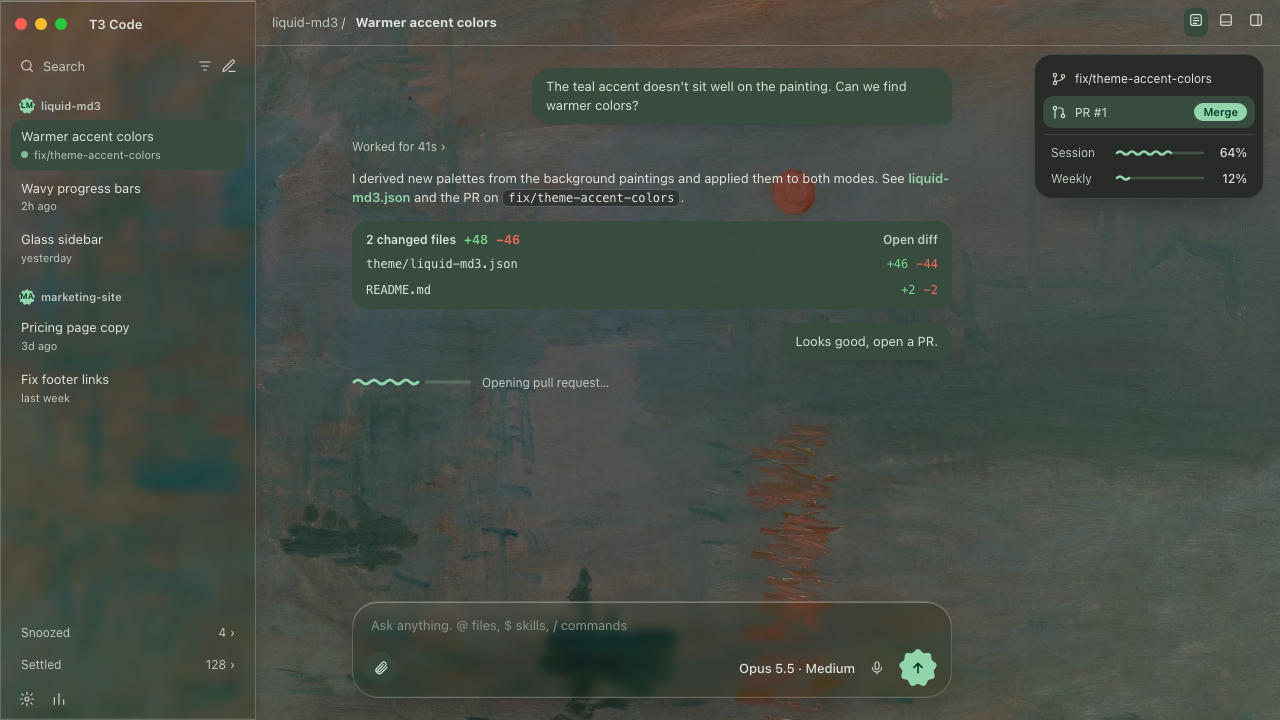 T3 Code
Search
LM liquid-md3
Warmer accent colors
fix/theme-accent-colors
Wavy progress bars
2h ago
Glass sidebar
yesterday
MA marketing-site
Pricing page copy
3d ago
Fix footer links
last week
Snoozed 4 ›
Settled 128 ›
liquid-md3 / Warmer accent colors
The teal accent doesn't sit well on the painting. Can we find
warmer colors?
Worked for 41s ›
I derived new palettes from the background paintings and applied them to both modes. See liquid-
md3.json and the PR on fix/theme-accent-colors .
2 changed files +48 −46 Open diff
theme/liquid-md3.json +46 −44
README.md +2 −2
Looks good, open a PR.
Opening pull request…
Ask anything. @ files, $ skills, / commands
Opus 5.5 · Medium
fix/theme-accent-colors
PR #1 Merge
Session 64%
Weekly 12%